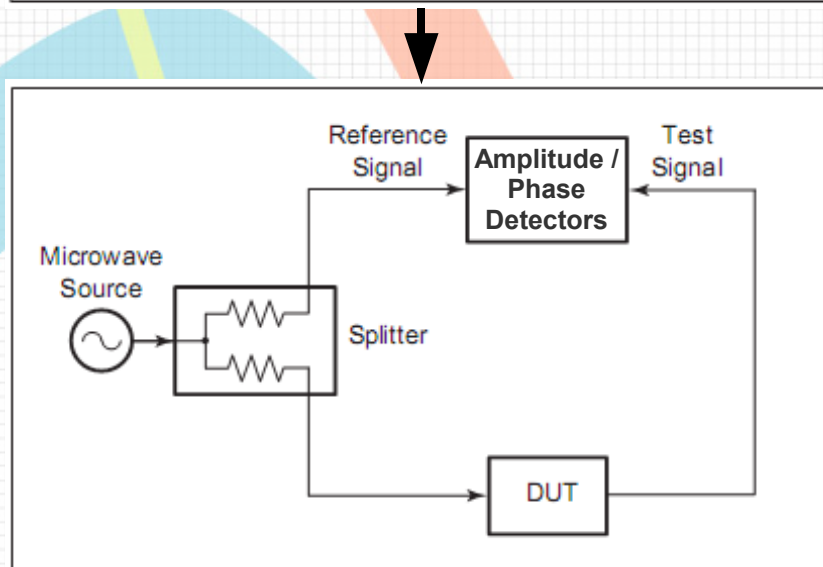 Reference
Signal
Amplitude /
Phase
Detectors
Test
Signal
Microwave
Source
Splitter
DUT